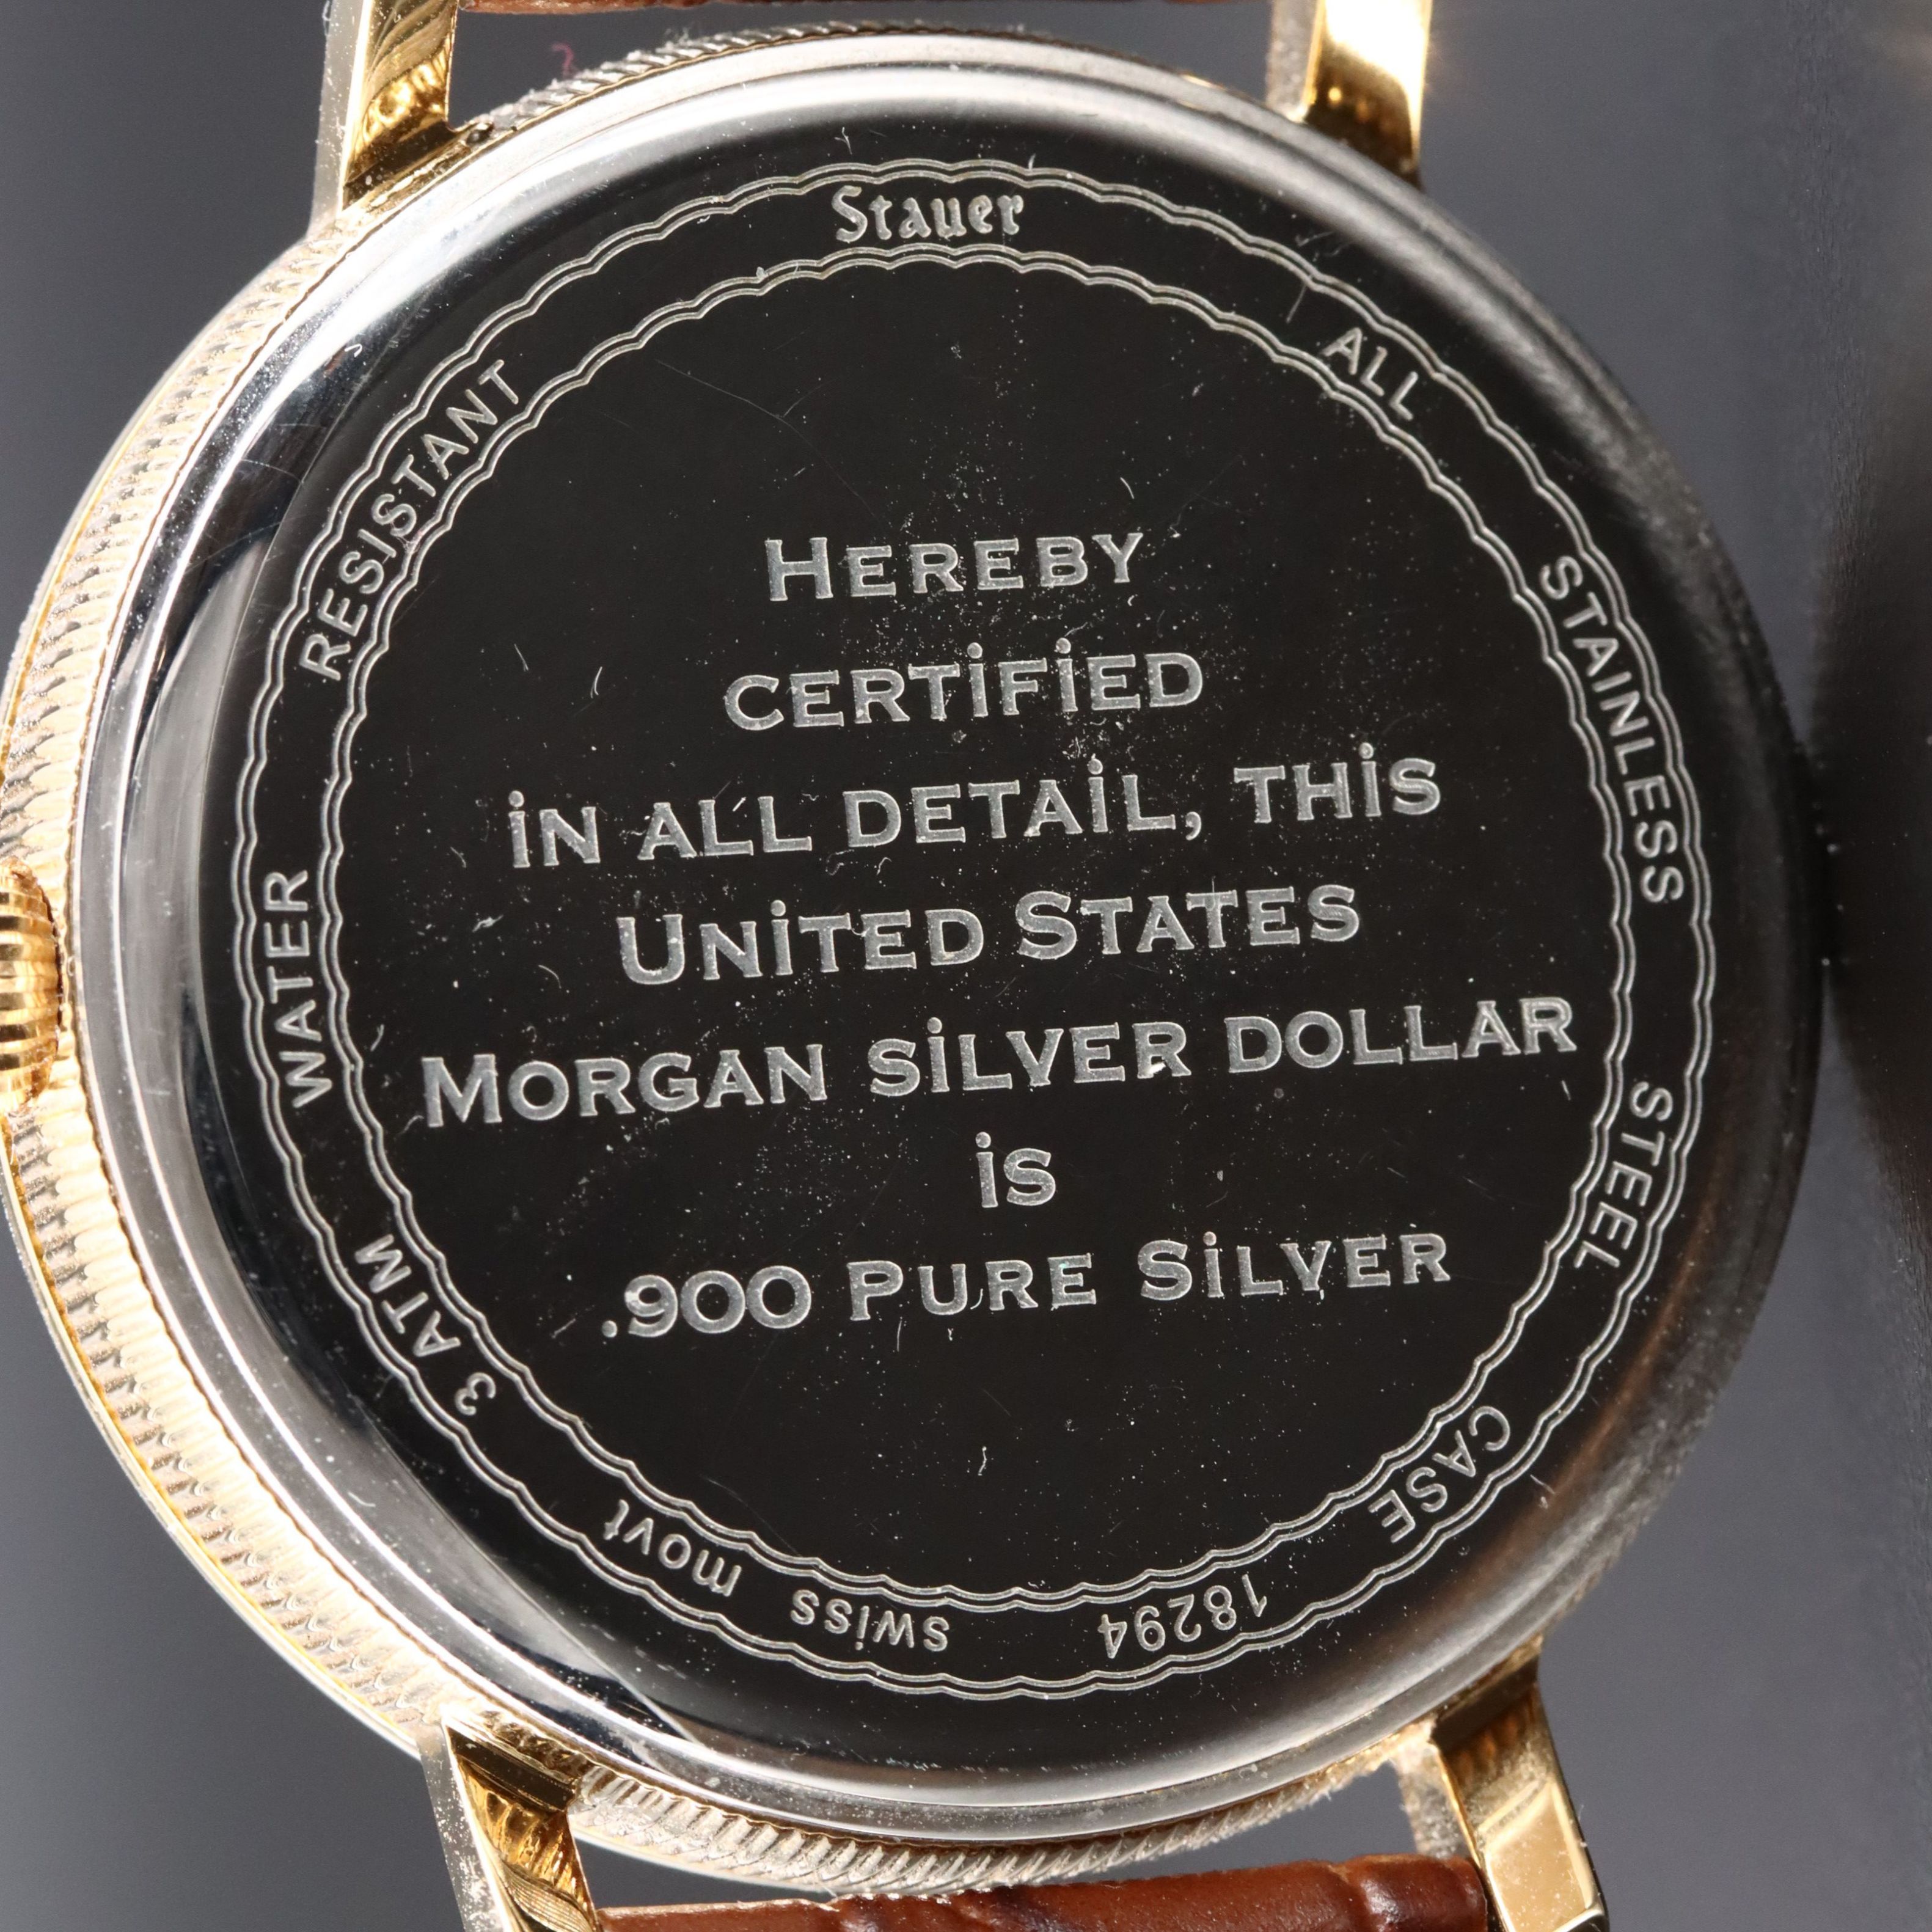 Stauer
ALL STAINLESS STEEL CASE
18294
swiss movt
3 ATM
WATER RESISTANT
HEREBY
CERTIFIED
IN ALL DETAIL, THIS
UNITED STATES
MORGAN SILVER DOLLAR
IS
.900 PURE SILVER